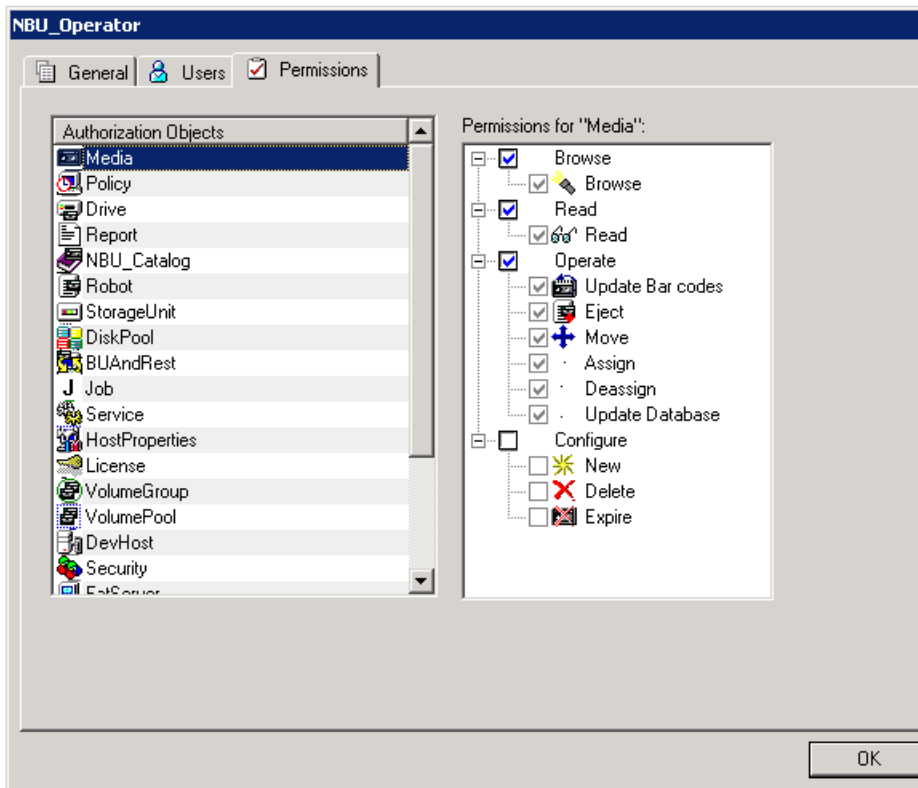 NBU_Operator
General
Users
Permissions
Authorization Objects
Media
Policy
Drive
Report
NBU_Catalog
Robot
StorageUnit
DiskPool
BUAndRest
J Job
Service
HostProperties
License
VolumeGroup
VolumePool
DevHost
Security
Permissions for "Media":
Browse
Browse
Read
Read
Operate
Update Bar codes
Eject
Move
Assign
Deassign
Update Database
Configure
New
Delete
Expire
OK